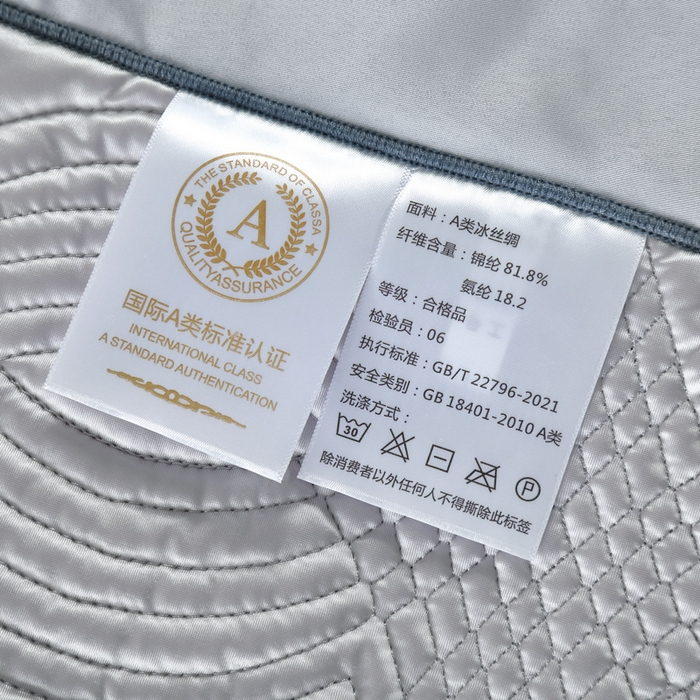 THE STANDARD OF CLASSA
A
QUALITYASSURANCE
国际A类标准认证
INTERNATIONAL CLASS
A STANDARD AUTHENTICATION
面料：A类冰丝绸
纤维含量：锦纶 81.8%
氨纶 18.2
等级：合格品
检验员：06
执行标准：GB/T 22796-2021
安全类别：GB 18401-2010 A类
洗涤方式：
30
P
除消费者以外任何人不得撕除此标签